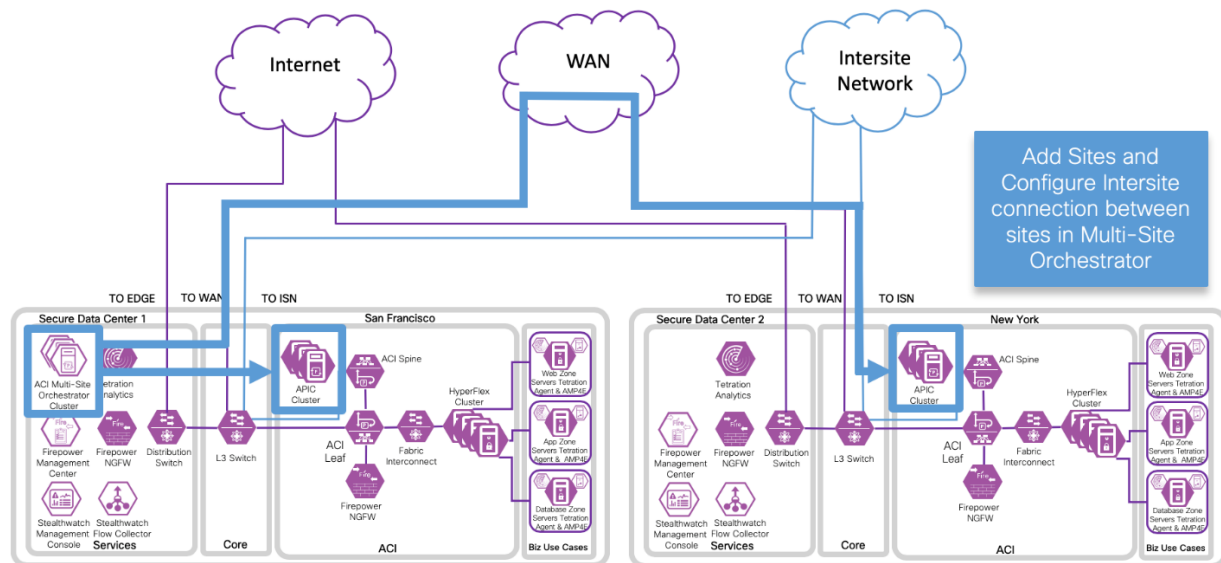 Internet
WAN
Intersite
Network
Add Sites and
Configure Intersite
connection between
sites in Multi-Site
Orchestrator
TO EDGE
TO WAN
TO ISN
TO EDGE
TO WAN
TO ISN
Secure Data Center 1
San Francisco
ACI Multi-Site
Orchestrator
Cluster
Tetration
Analytics
APIC
Cluster
ACI Spine
HyperFlex
Cluster
Web Zone
Servers Tetration
Agent & AMP4E
Fire
Firepower
Management
Center
Fire
Firepower
NGFW
Distribution
Switch
L3 Switch
ACI
Leaf
Fabric
Interconnect
App Zone
Servers Tetration
Agent & AMP4E
Fire
Firepower
NGFW
Stealthwatch
Management
Console
Stealthwatch
Flow Collector
Database Zone
Servers Tetration
Agent & AMP4E
Services
Core
ACI
Biz Use Cases
Secure Data Center 2
New York
Tetration
Analytics
APIC
Cluster
ACI Spine
HyperFlex
Cluster
Web Zone
Servers Tetration
Agent & AMP4E
Fire
Firepower
Management
Center
Fire
Firepower
NGFW
Distribution
Switch
L3 Switch
ACI
Leaf
Fabric
Interconnect
App Zone
Servers Tetration
Agent & AMP4E
Fire
Firepower
NGFW
Stealthwatch
Management
Console
Stealthwatch
Flow Collector
Database Zone
Servers Tetration
Agent & AMP4E
Services
Core
ACI
Biz Use Cases